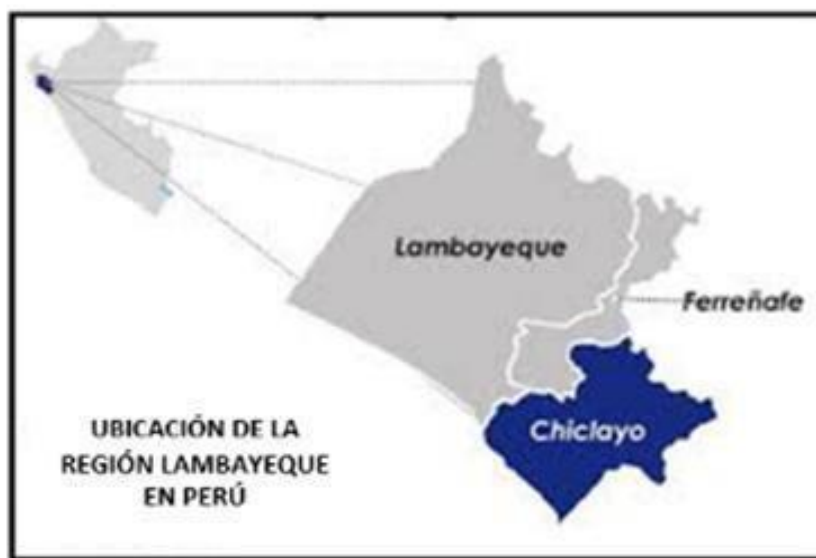 Lambayeque
Ferreñafe
Chiclayo
UBICACIÓN DE LA
REGIÓN LAMBAYEQUE
EN PERÚ